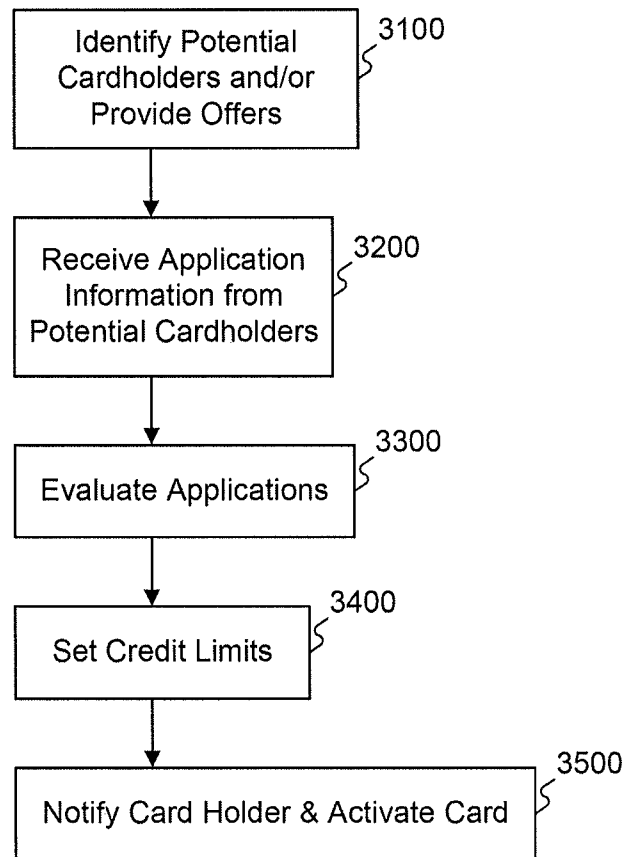 Identify Potential
Cardholders and/or
Provide Offers
3100
Receive Application
Information from
Potential Cardholders
3200
Evaluate Applications
3300
Set Credit Limits
3400
Notify Card Holder & Activate Card
3500